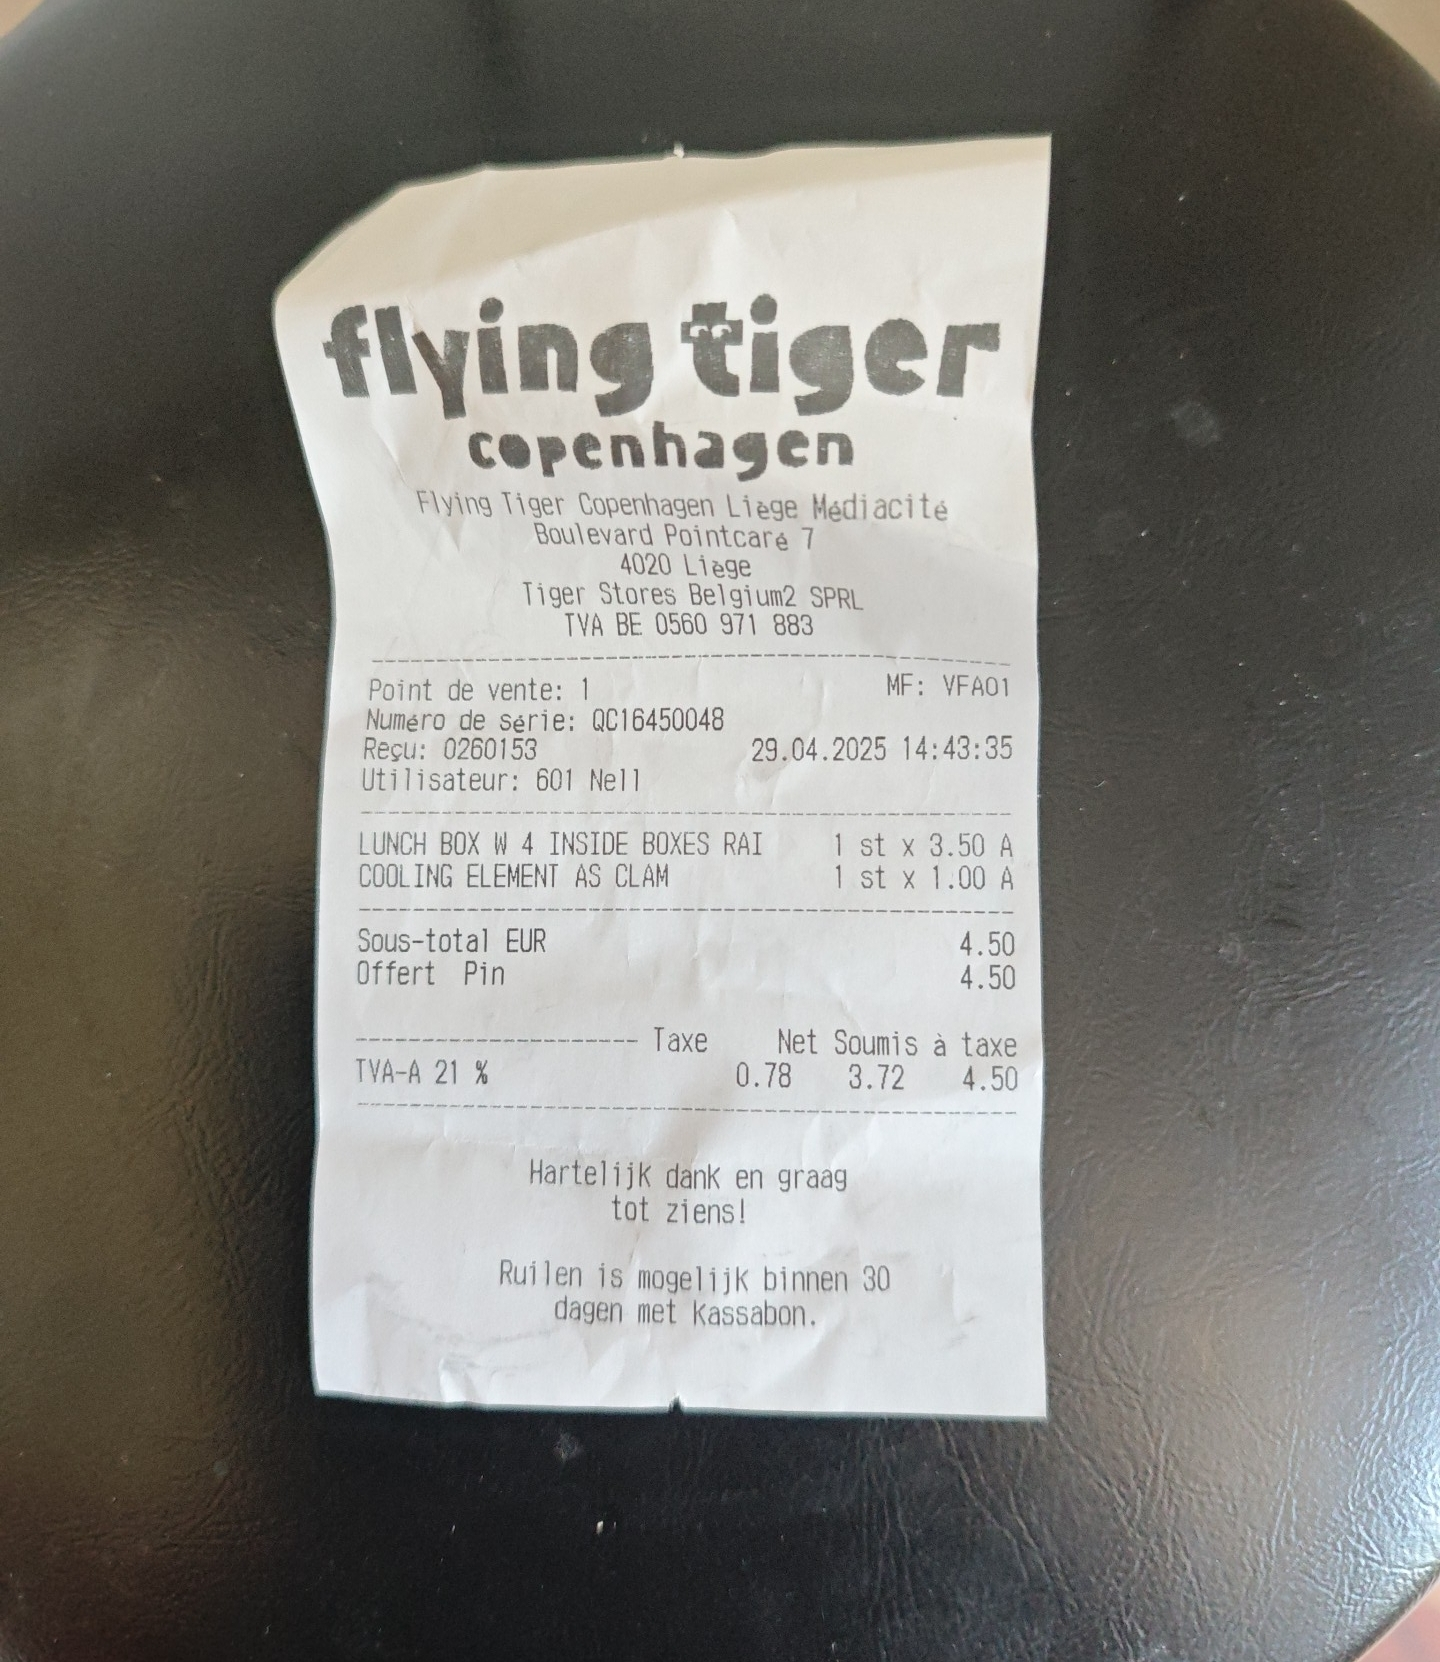 flying tiger
copenhagen
Flying Tiger Copenhagen Liège Médiacité
Boulevard Pointcaré 7
4020 Liège
Tiger Stores Belgium2 SPRL
TVA BE 0560 971 883
Point de vente: 1 MF: VFA01
Numéro de série: QC16450048
Reçu: 0260153 29.04.2025 14:43:35
Utilisateur: 601 Nell
LUNCH BOX W 4 INSIDE BOXES RAI 1 st x 3.50 A
COOLING ELEMENT AS CLAM 1 st x 1.00 A
Sous-total EUR 4.50
Offert Pin 4.50
Taxe Net Soumis à taxe
TVA-A 21 % 0.78 3.72 4.50
Hartelijk dank en graag
tot ziens!
Ruilen is mogelijk binnen 30
dagen met kassabon.